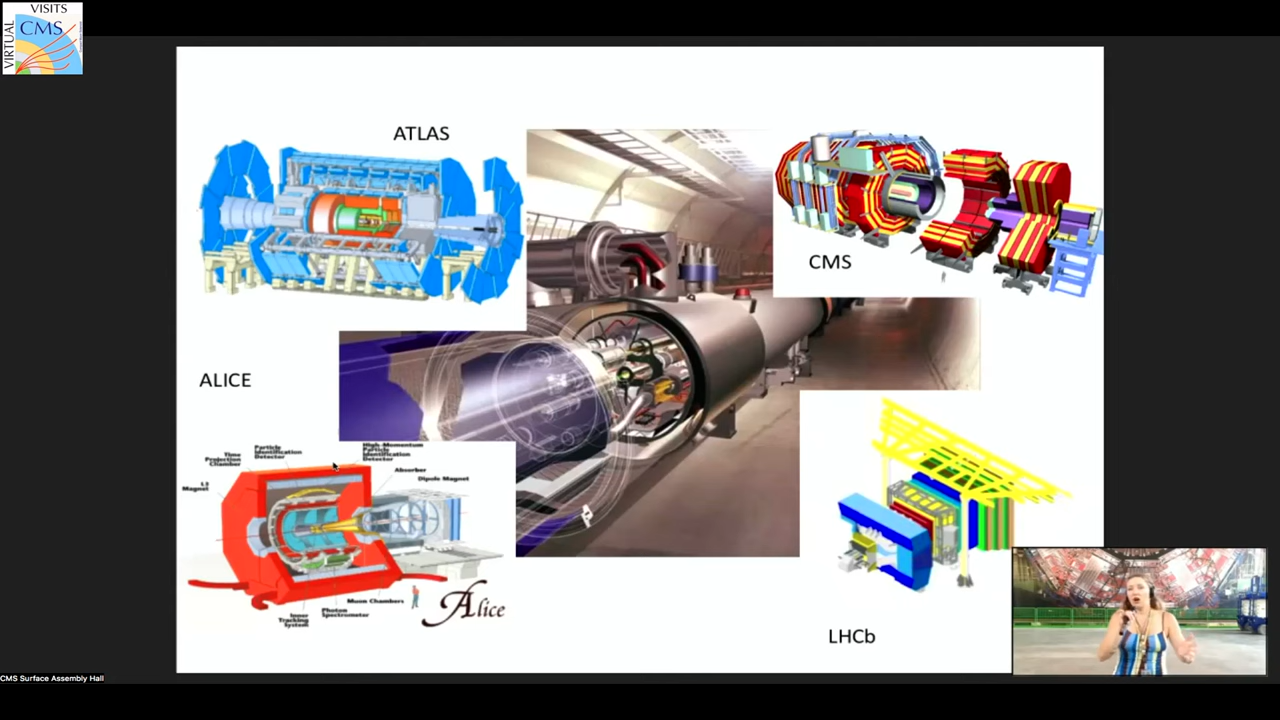 VISITS
CMS
VIRTUAL
ATLAS
CMS
ALICE
Time
Projection
Chamber
Particle
Identification
Detector
High-Momentum
Particle
Identification
Detector
Absorber
Dipole Magnet
L3
Magnet
Muon Chambers
Photon
Spectrometer
Inner
Tracking
System
Alice
LHCb
CMS Surface Assembly Hall